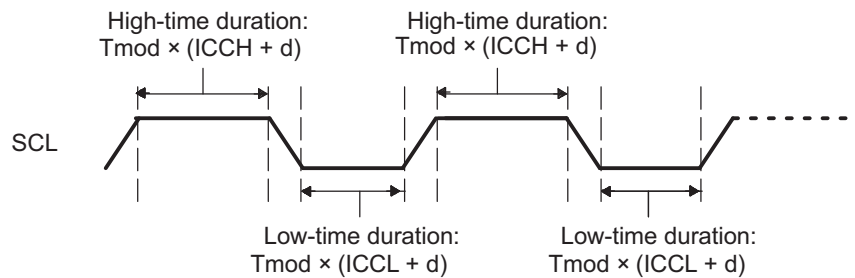 High-time duration:
Tmod × (ICCH + d)
High-time duration:
Tmod × (ICCH + d)
SCL
Low-time duration:
Tmod × (ICCL + d)
Low-time duration:
Tmod × (ICCL + d)